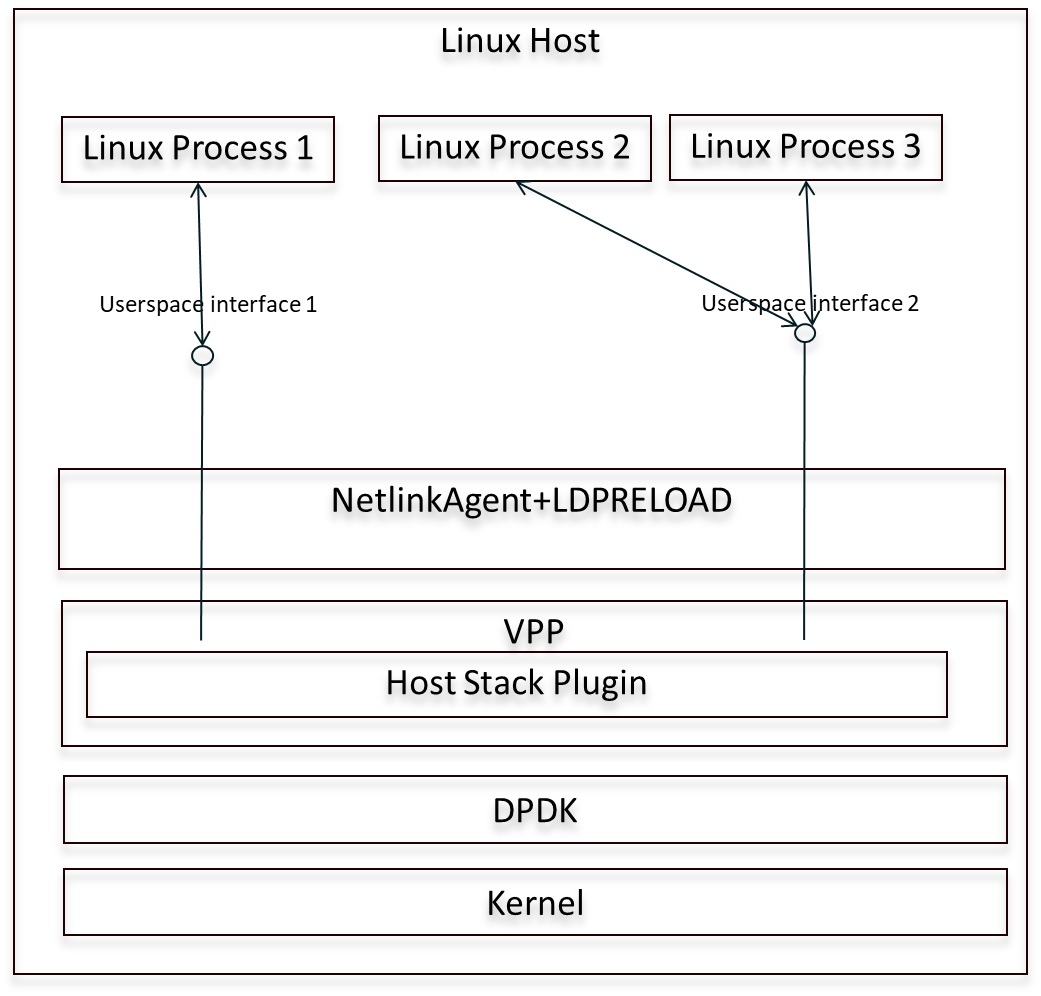 Linux Host
Linux Process 1
Linux Process 2
Linux Process 3
Userspace interface 1
Userspace interface 2
NetlinkAgent+LDPRELOAD
VPP
Host Stack Plugin
DPDK
Kernel